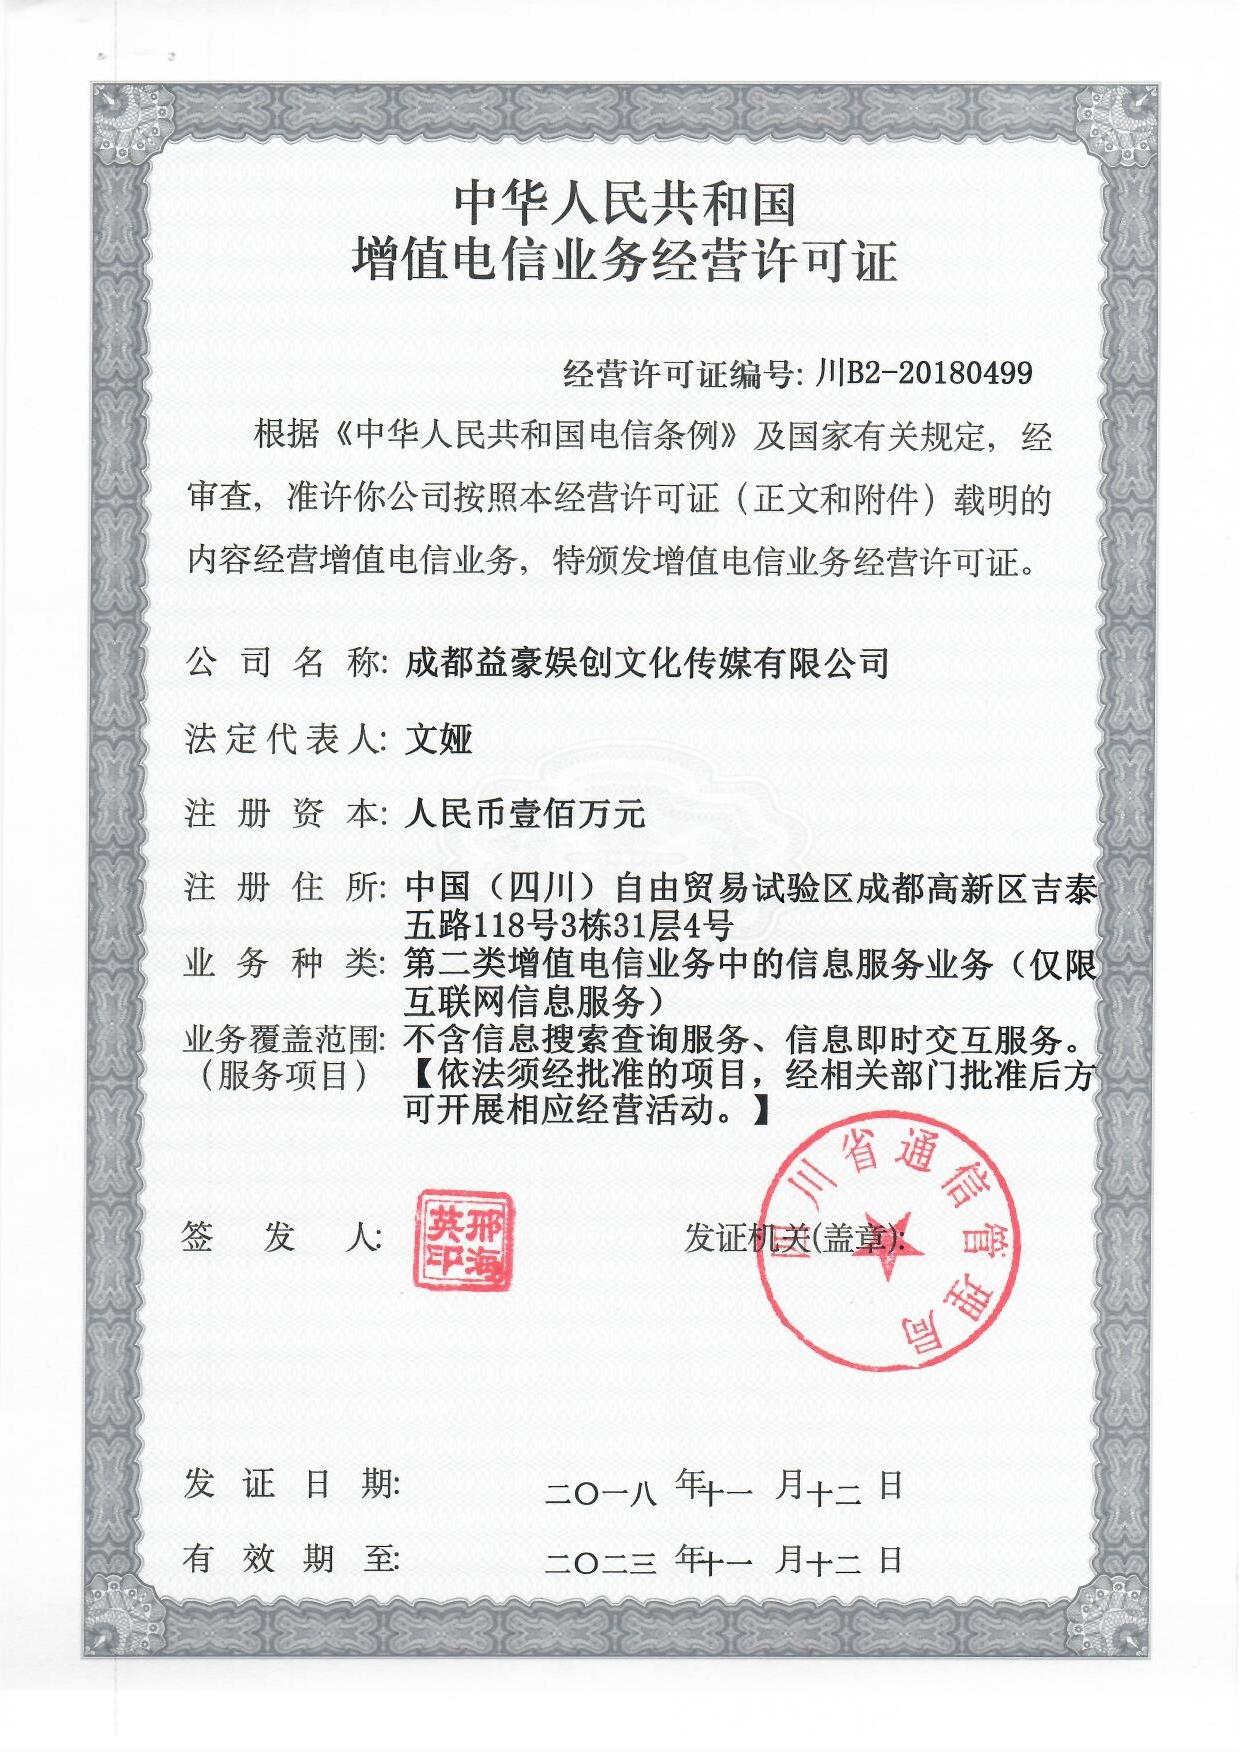 中华人民共和国
增值电信业务经营许可证
经营许可证编号: 川B2-20180499
根据《中华人民共和国电信条例》及国家有关规定，经
审查，准许你公司按照本经营许可证（正文和附件）载明的
内容经营增值电信业务，特颁发增值电信业务经营许可证。
公司名称: 成都益豪娱创文化传媒有限公司
法定代表人: 文娅
注册资本: 人民币壹佰万元
注册住所: 中国（四川）自由贸易试验区成都高新区吉泰
五路118号3栋31层4号
业务种类: 第二类增值电信业务中的信息服务业务（仅限
互联网信息服务）
业务覆盖范围: 不含信息搜索查询服务、信息即时交互服务。
（服务项目） 【依法须经批准的项目，经相关部门批准后方
可开展相应经营活动。】
四川省通信管理局
签发人: 邢海英印 发证机关(盖章):
发证日期: 二〇一八 年十一 月十二 日
有效期至: 二〇二三 年十一 月十二 日